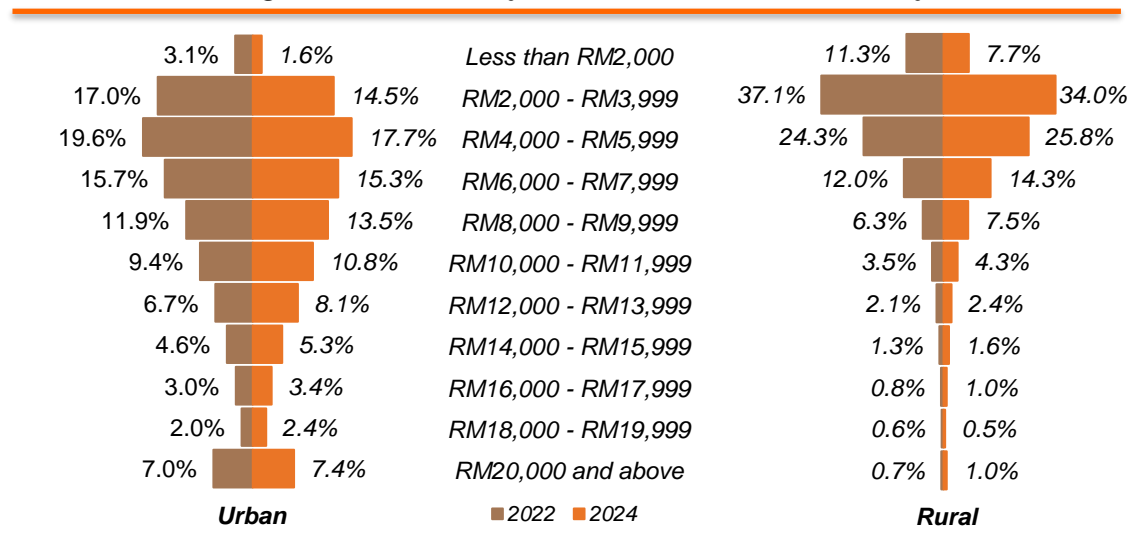 3.1% 1.6% Less than RM2,000 11.3% 7.7%
17.0% 14.5% RM2,000 - RM3,999 37.1% 34.0%
19.6% 17.7% RM4,000 - RM5,999 24.3% 25.8%
15.7% 15.3% RM6,000 - RM7,999 12.0% 14.3%
11.9% 13.5% RM8,000 - RM9,999 6.3% 7.5%
9.4% 10.8% RM10,000 - RM11,999 3.5% 4.3%
6.7% 8.1% RM12,000 - RM13,999 2.1% 2.4%
4.6% 5.3% RM14,000 - RM15,999 1.3% 1.6%
3.0% 3.4% RM16,000 - RM17,999 0.8% 1.0%
2.0% 2.4% RM18,000 - RM19,999 0.6% 0.5%
7.0% 7.4% RM20,000 and above 0.7% 1.0%
Urban 2022 2024 Rural